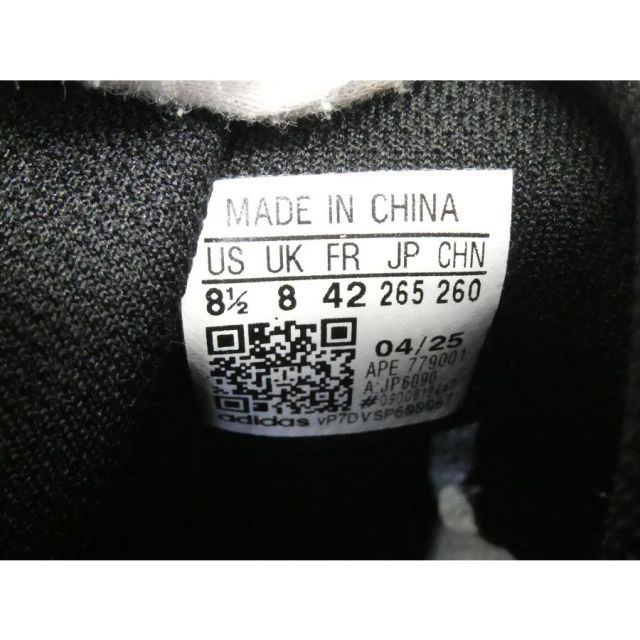 MADE IN CHINA
US UK FR JP CHN
8½ 8 42 265 260
04/25
APE 779001
A:JP6090
adidas